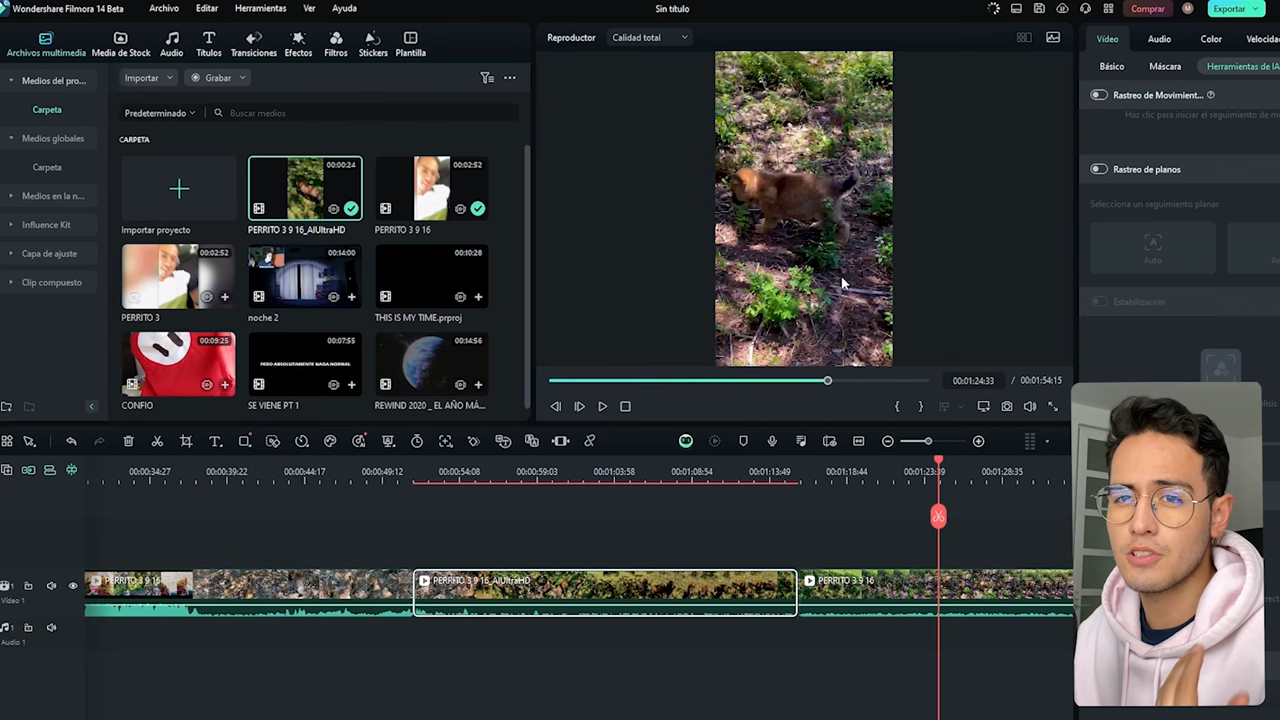 Wondershare Filmora 14 Beta
Archivo
Editar
Herramientas
Ver
Ayuda
Sin título
Comprar
M
Exportar
Archivos multimedia
Media de Stock
Audio
Títulos
Transiciones
Efectos
Filtros
Stickers
Plantilla
Reproductor
Calidad total
Vídeo
Audio
Color
Velocidad
Medios del pro...
Importar
Grabar
Básico
Máscara
Herramientas de IA
Carpeta
Predeterminado
Buscar medios
Rastreo de Movimient...
Haz clic para iniciar el seguimiento de mo
Medios globales
CARPETA
Carpeta
00:00:24
00:02:52
Rastreo de planos
Medios en la n...
Selecciona un seguimiento planar
Influence Kit
Importar proyecto
PERRITO 3 9 16_AIUltraHD
PERRITO 3 9 16
Capa de ajuste
00:02:52
00:14:00
00:10:28
Auto
Clip compuesto
PERRITO 3
noche 2
THIS IS MY TIME.prproj
Estabilización
00:09:25
00:07:55
00:14:56
PERO ABSOLUTAMENTE NADA NORMAL
CONFIO
SE VIENE PT 1
REWIND 2020 _ EL AÑO MÁ...
00:01:24:33
/ 00:01:54:15
00:00:34:27
00:00:39:22
00:00:44:17
00:00:49:12
00:00:54:08
00:00:59:03
00:01:03:58
00:01:08:54
00:01:13:49
00:01:18:44
00:01:23:39
00:01:28:35
PERRITO 3 9 16
PERRITO 3 9 16_AIUltraHD
PERRITO 3 9 16
1
Vídeo 1
1
Audio 1